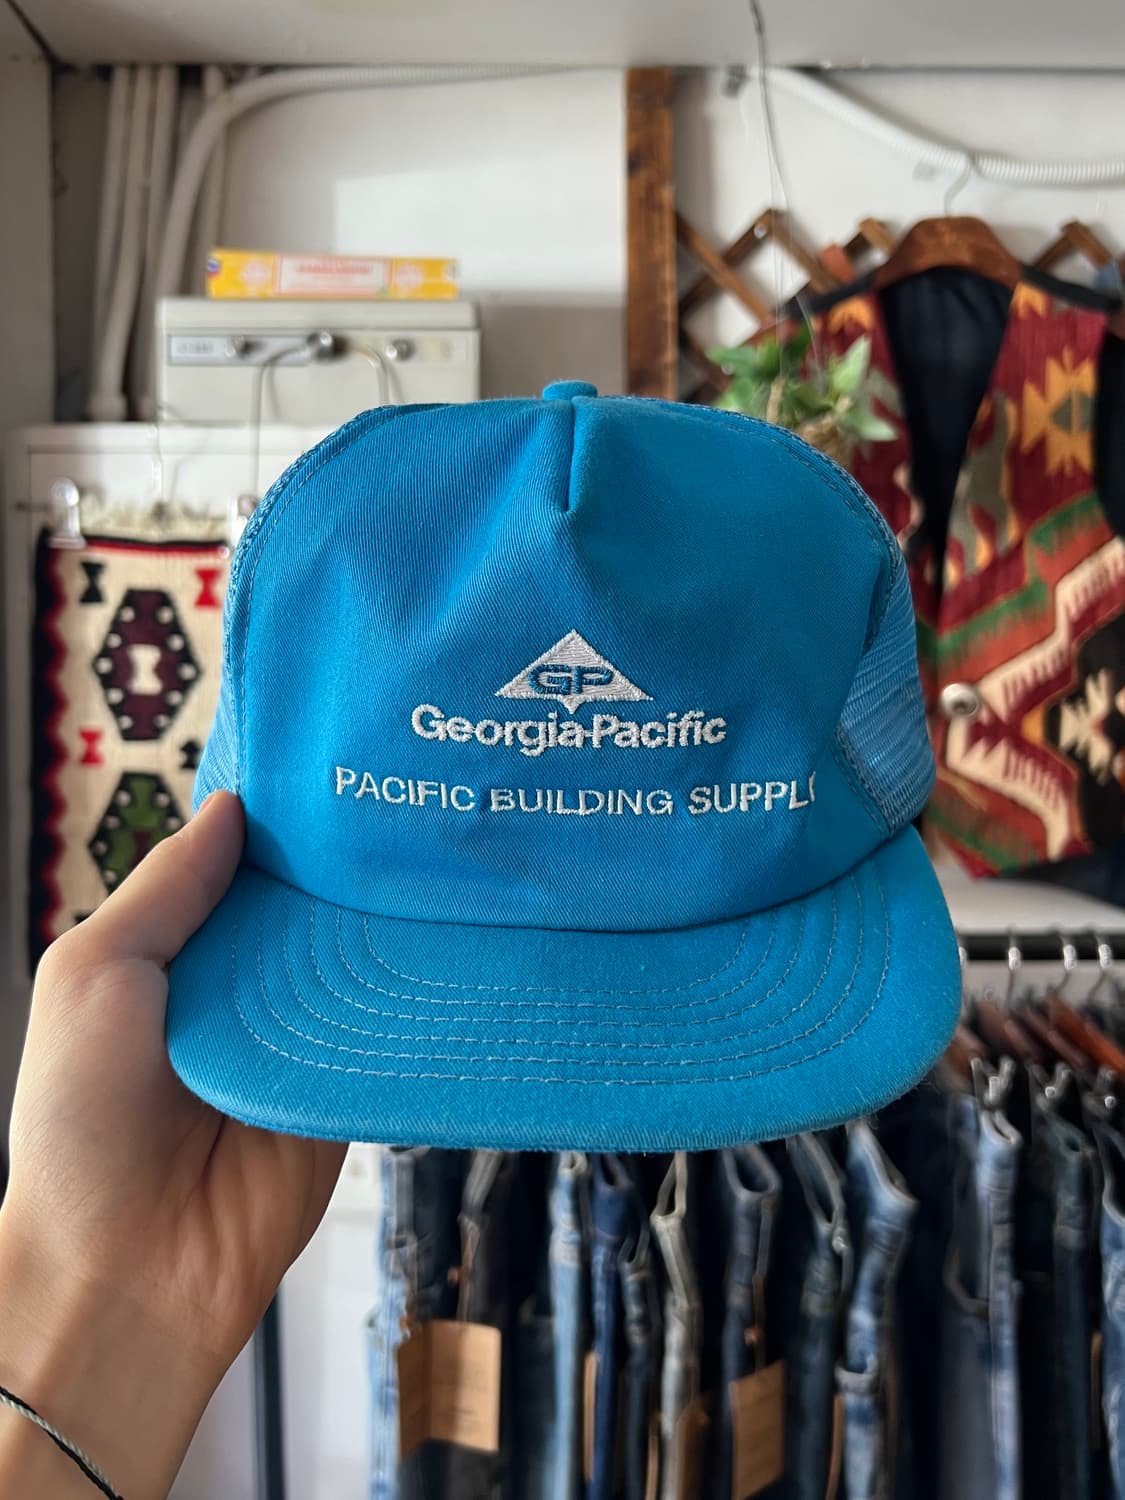 GP
Georgia-Pacific
PACIFIC BUILDING SUPPLY